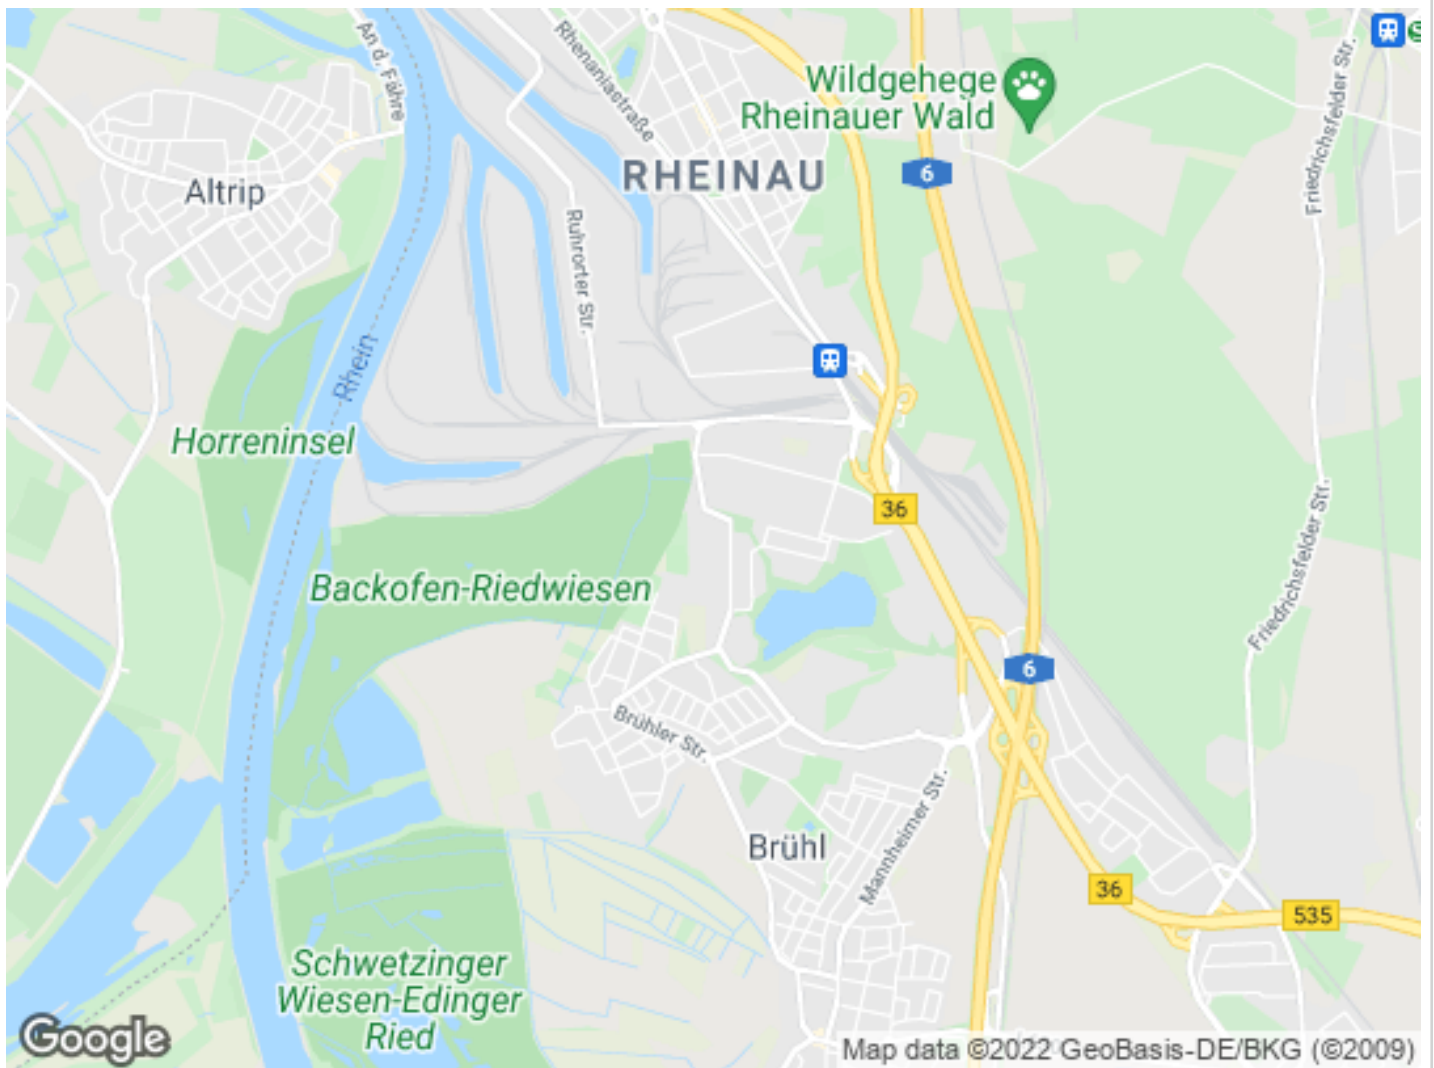 An d. Fähre
Rhenaniastraße
Wildgehege
Rheinauer Wald
Friedrichsfelder Str.
S
RHEINAU
6
Altrip
Ruhrorter Str.
Rhein
Horreninsel
36
Friedrichsfelder Str.
Backofen-Riedwiesen
6
Brühler Str.
Mannheimer Str.
Brühl
36
535
Schwetzinger
Wiesen-Edinger
Ried
Google
Map data ©2022 GeoBasis-DE/BKG (©2009)